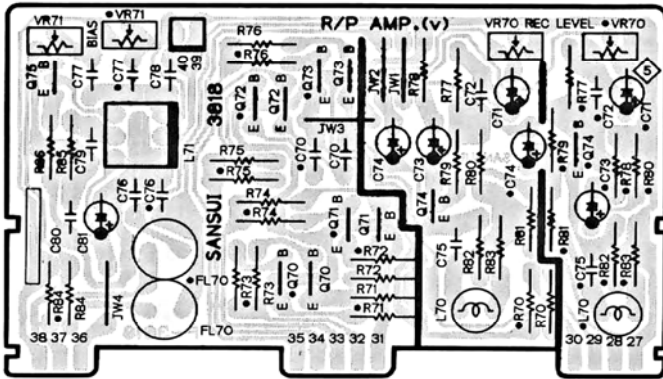 R/P AMP.(v)
VR71
BIAS
•VR71
VR70 REC LEVEL
•VR70
40
39
R76
•R76
Q75
B
E
C77
•C77
C78
3818
SANSUI
Q72
B
E
•Q72
B
E
•Q73
B
E
Q73
B
E
JW2
JW1
R78
R77
C72
C71
•R77
•C72
•C71
5
JW3
R86
R85
C79
L71
R75
•R75
•C70
C70
C74
C73
R79
R80
•C74
•R79
B
E
•Q74
•C73
•R78
•R80
C76
•C76
R74
•R74
•Q71
B
E
Q71
B
E
Q74
B
E
C80
C81
•FL70
FL70
•R73
R73
•Q70
B
E
Q70
B
E
•R72
R72
R71
•R71
C75
R82
R83
R81
•R81
•C75
•R82
•R83
•R84
R84
JW4
L70
•R70
R70
•L70
38 37 36
35 34 33 32 31
30 29 28 27